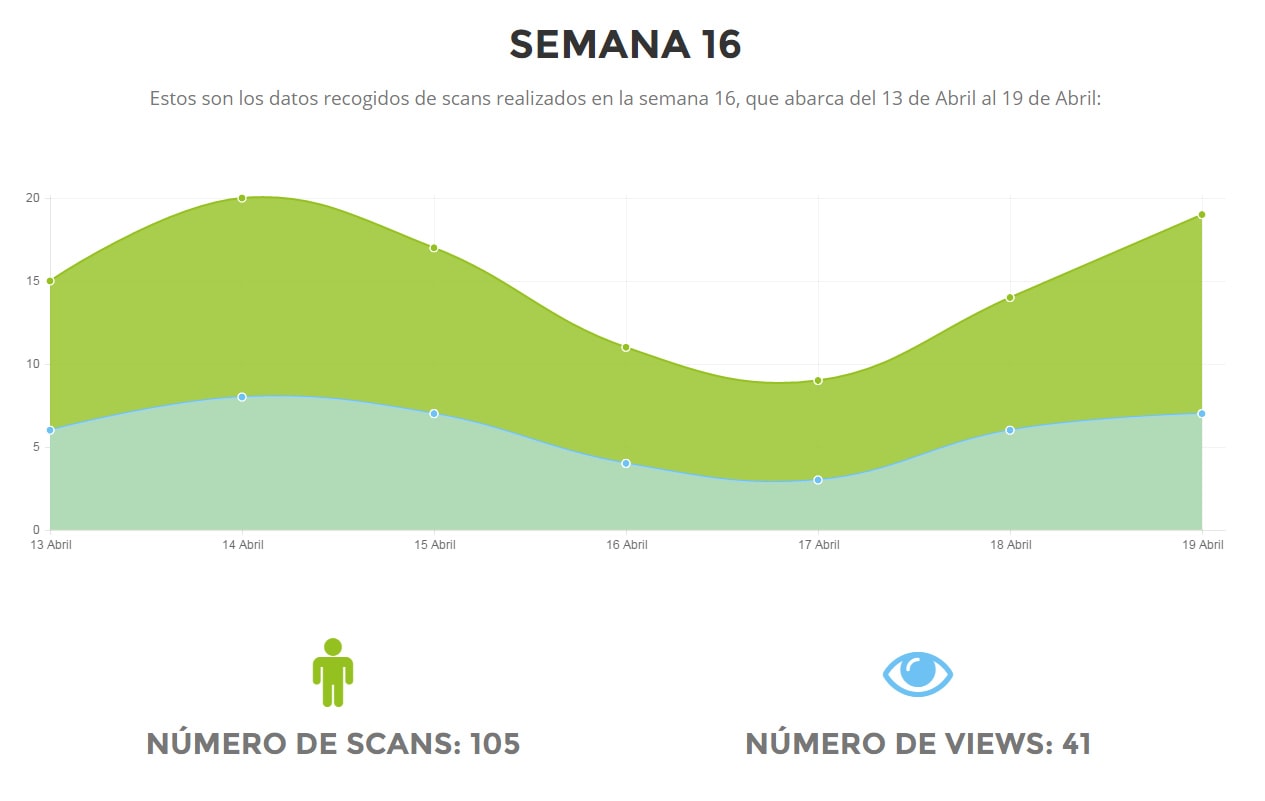 SEMANA 16
Estos son los datos recogidos de scans realizados en la semana 16, que abarca del 13 de Abril al 19 de Abril:
20
15
10
5
0
13 Abril 14 Abril 15 Abril 16 Abril 17 Abril 18 Abril 19 Abril
NÚMERO DE SCANS: 105 NÚMERO DE VIEWS: 41